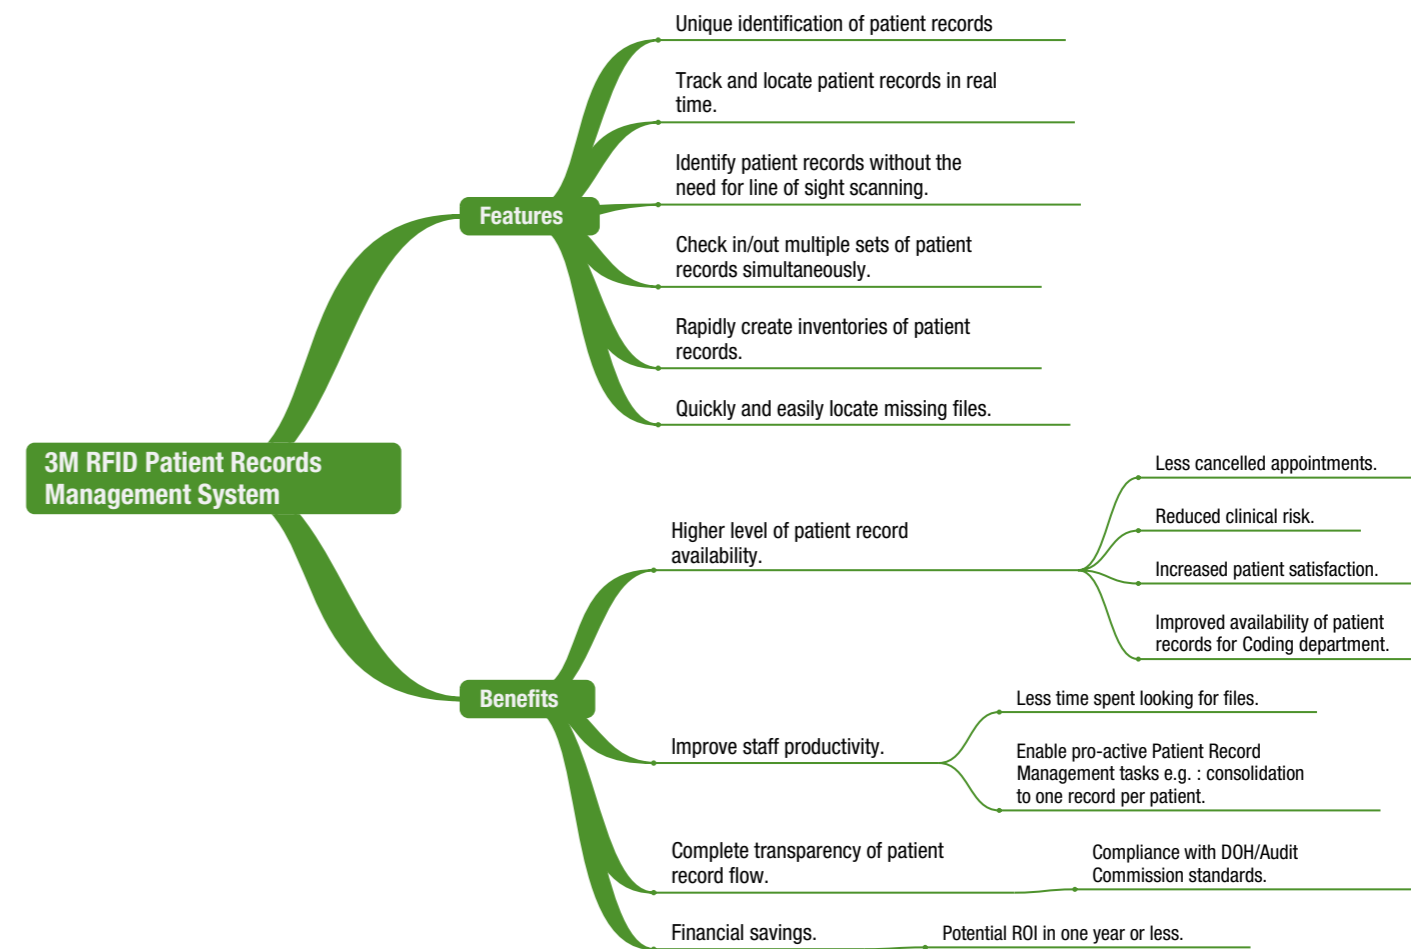 Unique identification of patient records
Track and locate patient records in real
time.
Identify patient records without the
need for line of sight scanning.
Features
Check in/out multiple sets of patient
records simultaneously.
Rapidly create inventories of patient
records.
Quickly and easily locate missing files.
3M RFID Patient Records
Management System
Less cancelled appointments.
Reduced clinical risk.
Higher level of patient record
availability.
Increased patient satisfaction.
Improved availability of patient
records for Coding department.
Benefits
Less time spent looking for files.
Improve staff productivity.
Enable pro-active Patient Record
Management tasks e.g. : consolidation
to one record per patient.
Complete transparency of patient
record flow.
Compliance with DOH/Audit
Commission standards.
Financial savings.
Potential ROI in one year or less.